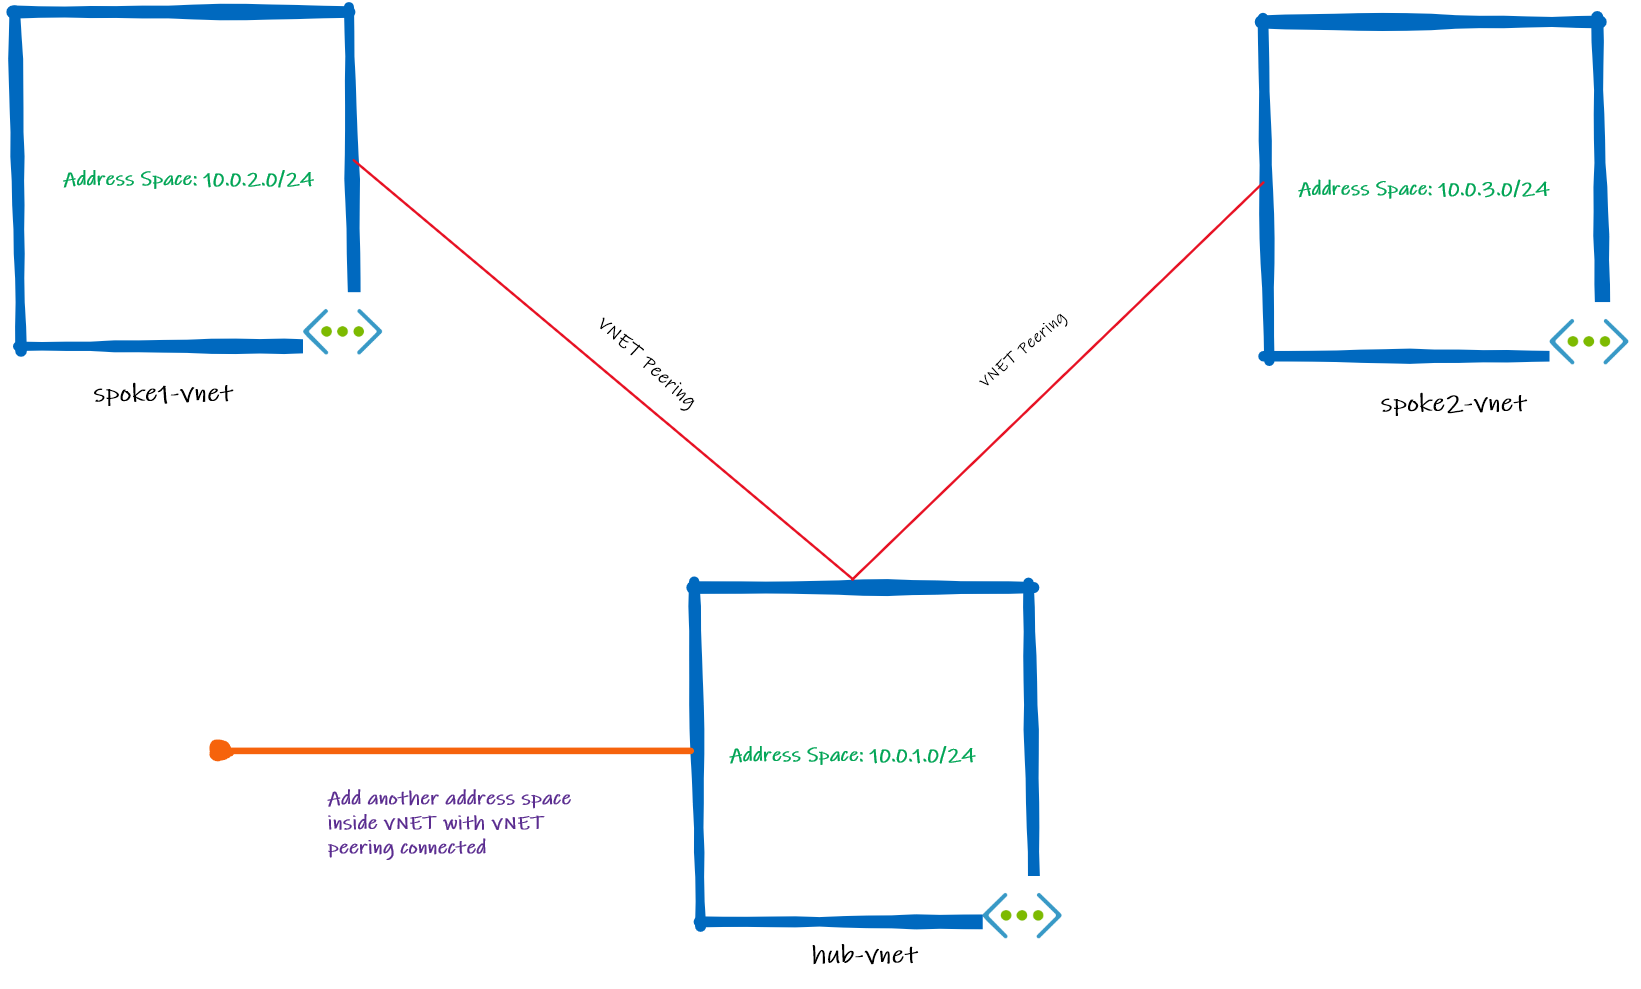 Address Space: 10.0.2.0/24
spoke1-vnet
Address Space: 10.0.3.0/24
spoke2-vnet
VNET Peering
VNET Peering
Address Space: 10.0.1.0/24
Add another address space
inside VNET with VNET
peering connected
hub-vnet